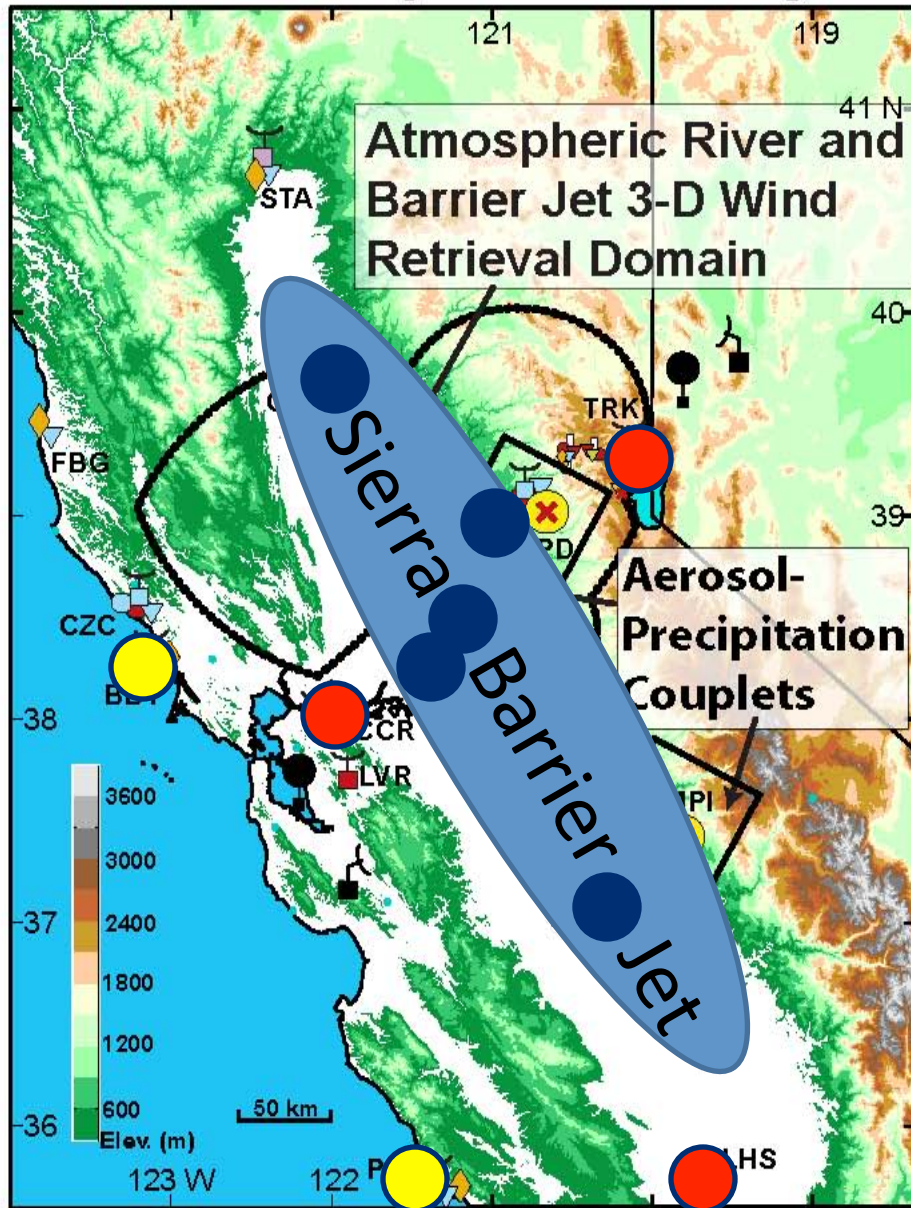 121
119
41 N
Atmospheric River and
Barrier Jet 3-D Wind
Retrieval Domain
STA
40
TRK
FBG
Sierra Barrier Jet
39
Aerosol-
Precipitation
Couplets
CZC
38
CCR
LVR
3600
3000
2400
1800
1200
600
Elev. (m)
37
50 km
36
LHS
123 W
122